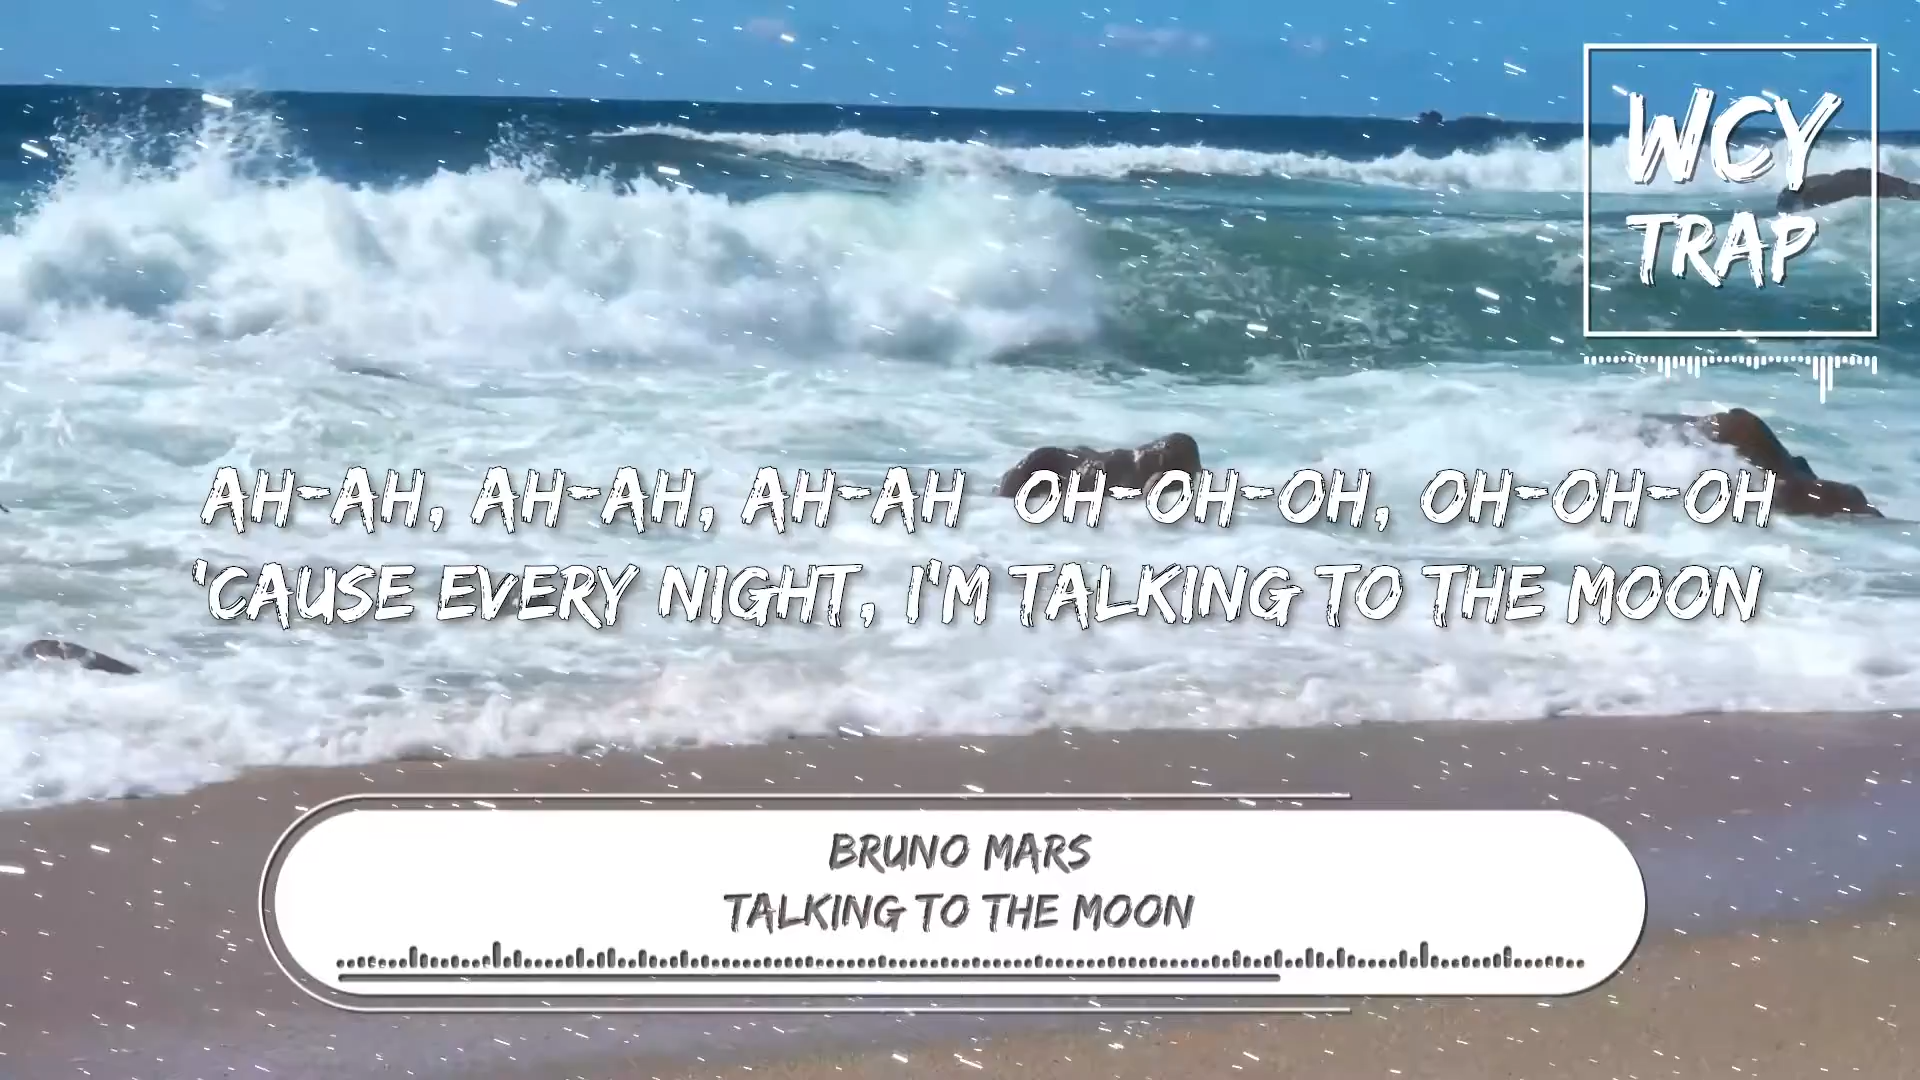 WCY
TRAP
AH-AH, AH-AH, AH-AH OH-OH-OH, OH-OH-OH
'CAUSE EVERY NIGHT, I'M TALKING TO THE MOON
BRUNO MARS
TALKING TO THE MOON